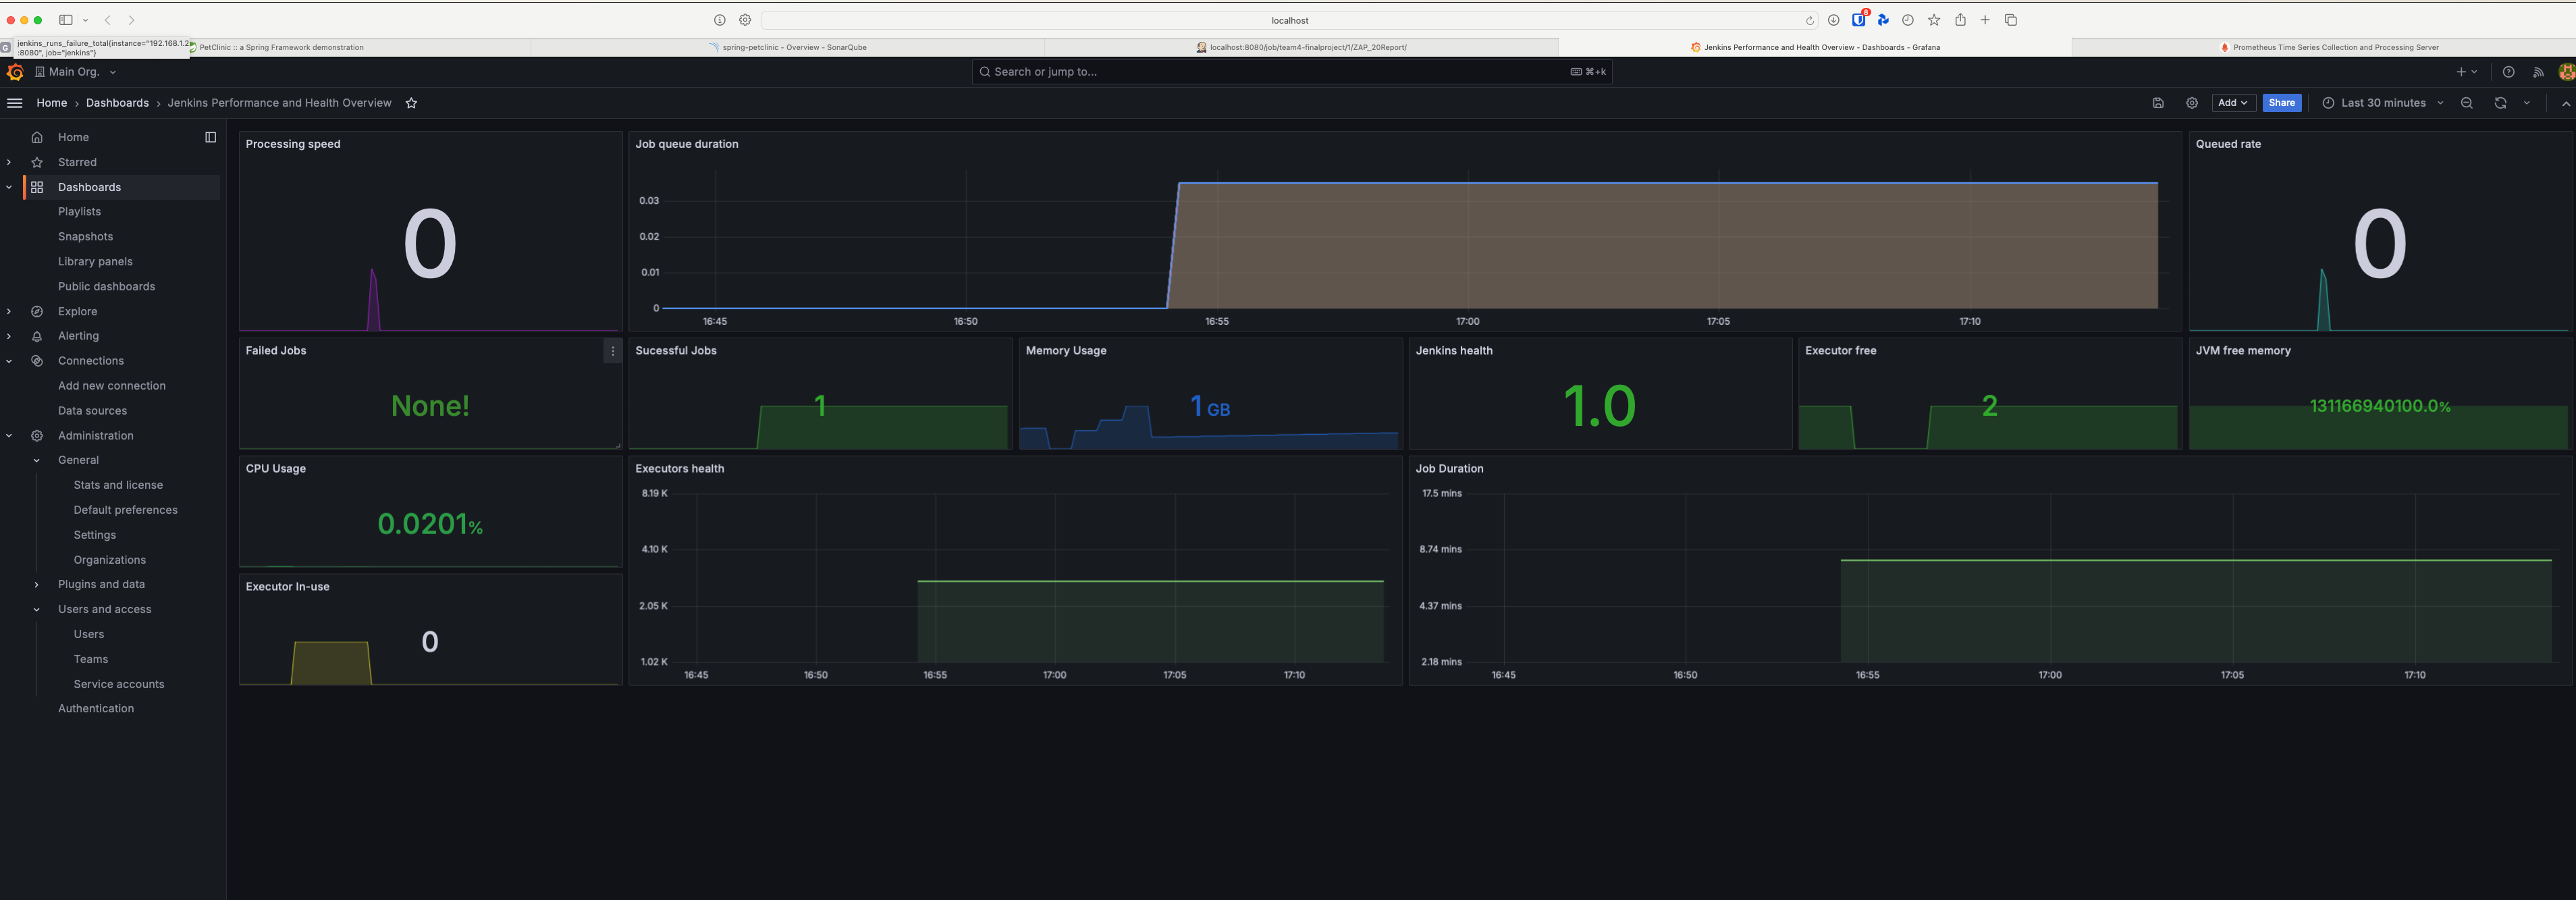 localhost
8
G
jenkins_runs_failure_total{instance="192.168.1.2
:8080", job="jenkins"}
PetClinic :: a Spring Framework demonstration
spring-petclinic - Overview - SonarQube
localhost:8080/job/team4-finalproject/1/ZAP_20Report/
Jenkins Performance and Health Overview - Dashboards - Grafana
Prometheus Time Series Collection and Processing Server
Main Org.
Search or jump to...
⌘+k
Home › Dashboards › Jenkins Performance and Health Overview
Add
Share
Last 30 minutes
Home
Starred
Dashboards
Playlists
Snapshots
Library panels
Public dashboards
Explore
Alerting
Connections
Add new connection
Data sources
Administration
General
Stats and license
Default preferences
Settings
Organizations
Plugins and data
Users and access
Users
Teams
Service accounts
Authentication
Processing speed
0
Job queue duration
0.03
0.02
0.01
0
16:45 16:50 16:55 17:00 17:05 17:10
Queued rate
0
Failed Jobs
None!
Sucessful Jobs
1
Memory Usage
1 GB
Jenkins health
1.0
Executor free
2
JVM free memory
131166940100.0%
CPU Usage
0.0201%
Executor In-use
0
Executors health
8.19 K
4.10 K
2.05 K
1.02 K
16:45 16:50 16:55 17:00 17:05 17:10
Job Duration
17.5 mins
8.74 mins
4.37 mins
2.18 mins
16:45 16:50 16:55 17:00 17:05 17:10